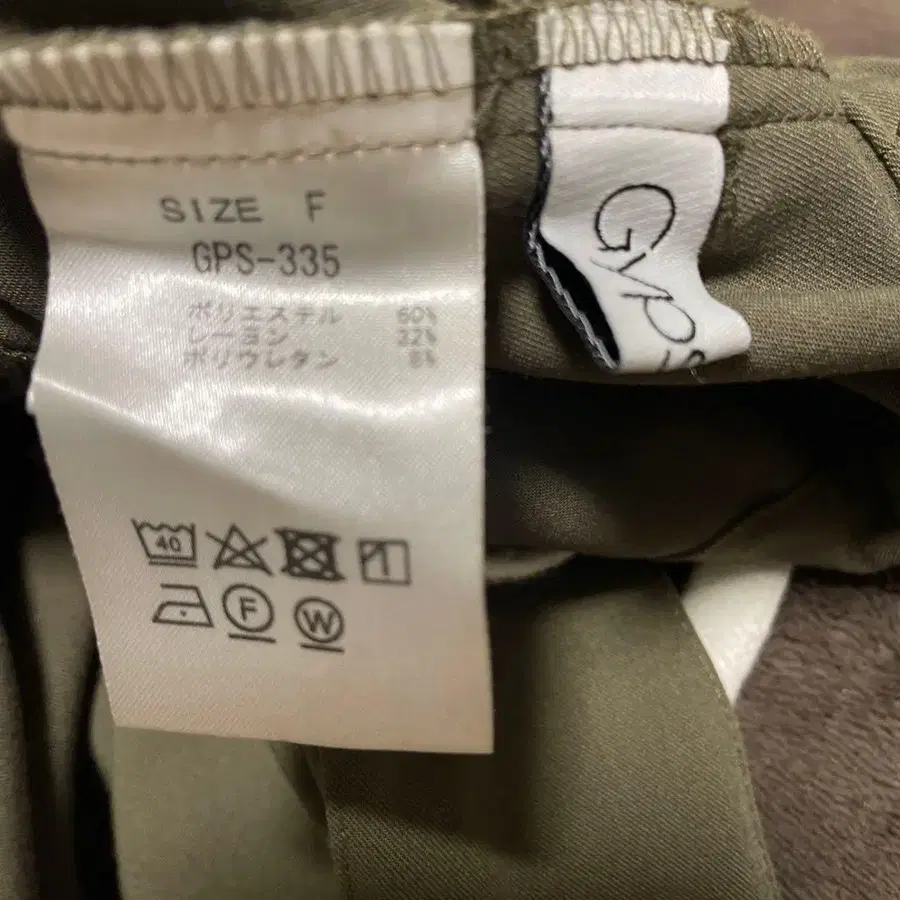 SIZE F
GPS-335
ポリエステル 60%
レーヨン 32%
ポリウレタン 8%
40
F
W
Gyps